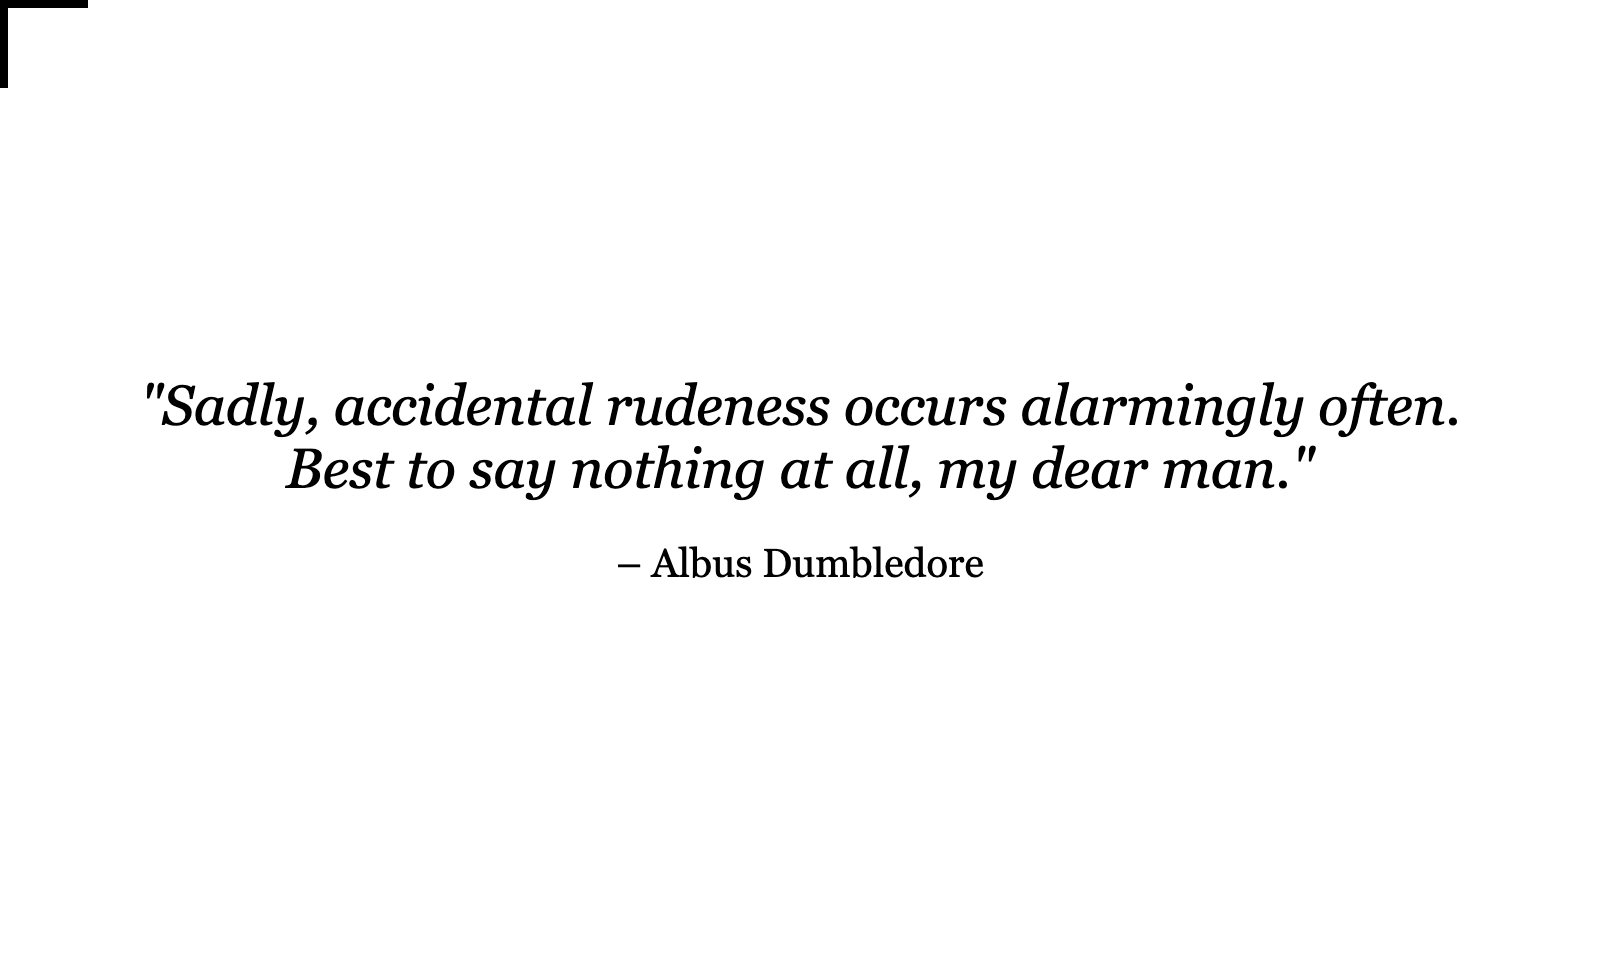 "Sadly, accidental rudeness occurs alarmingly often.
Best to say nothing at all, my dear man."
– Albus Dumbledore